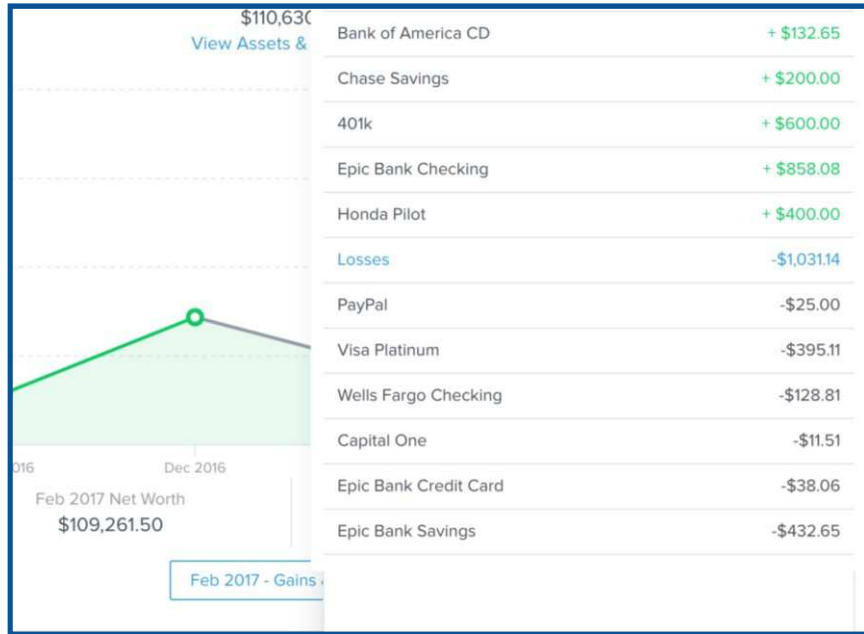 $110,630
View Assets &
016
Dec 2016
Feb 2017 Net Worth
$109,261.50
Feb 2017 - Gains
Bank of America CD + $132.65
Chase Savings + $200.00
401k + $600.00
Epic Bank Checking + $858.08
Honda Pilot + $400.00
Losses -$1,031.14
PayPal -$25.00
Visa Platinum -$395.11
Wells Fargo Checking -$128.81
Capital One -$11.51
Epic Bank Credit Card -$38.06
Epic Bank Savings -$432.65